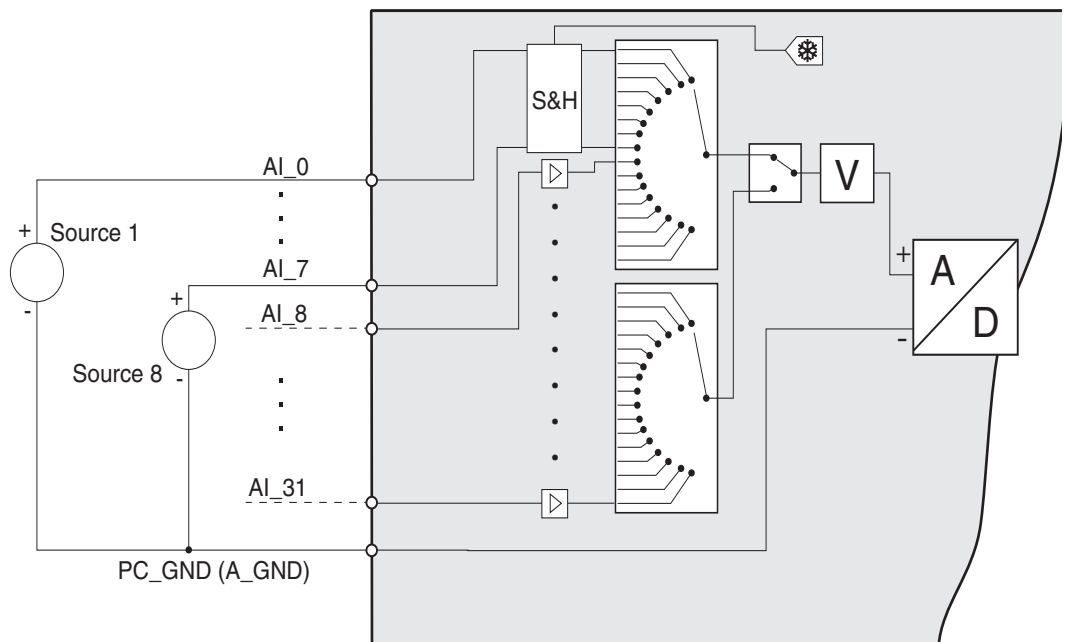 S&H
AI_0
+ Source 1
-
AI_7
+
AI_8
Source 8 -
V
+
A
D
-
AI_31
PC_GND (A_GND)